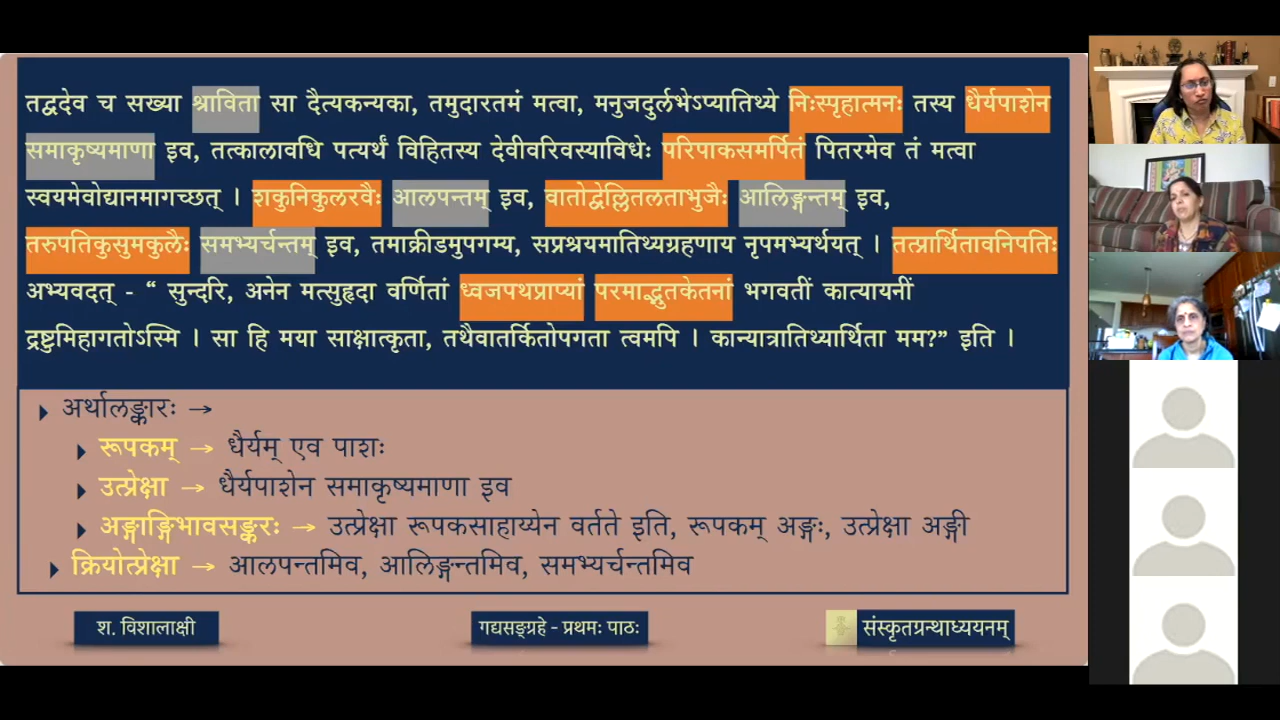 तद्वदेव च सख्या श्राविता सा दैत्यकन्यका, तमुदारतमं मत्वा, मनुजदुर्लभेऽप्यातिथ्ये निःस्पृहात्मनः तस्य धैर्यपाशेन
समाकृष्यमाणा इव, तत्कालावधि पत्यर्थं विहितस्य देवीवरिवस्याविधेः परिपाकसमर्पितं पितरमेव तं मत्वा
स्वयमेवोद्यानमागच्छत् । शकुनिकुलरवैः आलपन्तम् इव, वातोद्वेल्लितलताभुजैः आलिङ्गन्तम् इव,
तरुपतिकुसुमकुलैः समभ्यर्चन्तम् इव, तमाक्रीडमुपगम्य, सप्रश्रयमातिथ्यग्रहणाय नृपमभ्यर्थयत् । तत्प्रार्थितावनिपतिः
अभ्यवदत् - “ सुन्दरि, अनेन मत्सुहृदा वर्णितां ध्वजपथप्राप्यां परमाद्भुतकेतनां भगवतीं कात्यायनीं
द्रष्टुमिहागतोऽस्मि । सा हि मया साक्षात्कृता, तथैवातर्कितोपगता त्वमपि । कान्यात्रातिथ्यार्थिता मम?” इति ।
अर्थालङ्कारः →
रूपकम् → धैर्यम् एव पाशः
उत्प्रेक्षा → धैर्यपाशेन समाकृष्यमाणा इव
अङ्गाङ्गिभावसङ्करः → उत्प्रेक्षा रूपकसाहाय्येन वर्तते इति, रूपकम् अङ्गः, उत्प्रेक्षा अङ्गी
क्रियोत्प्रेक्षा → आलपन्तमिव, आलिङ्गन्तमिव, समभ्यर्चन्तमिव
श. विशालाक्षी
गद्यसङ्ग्रहे - प्रथमः पाठः
संस्कृतग्रन्थाध्ययनम्